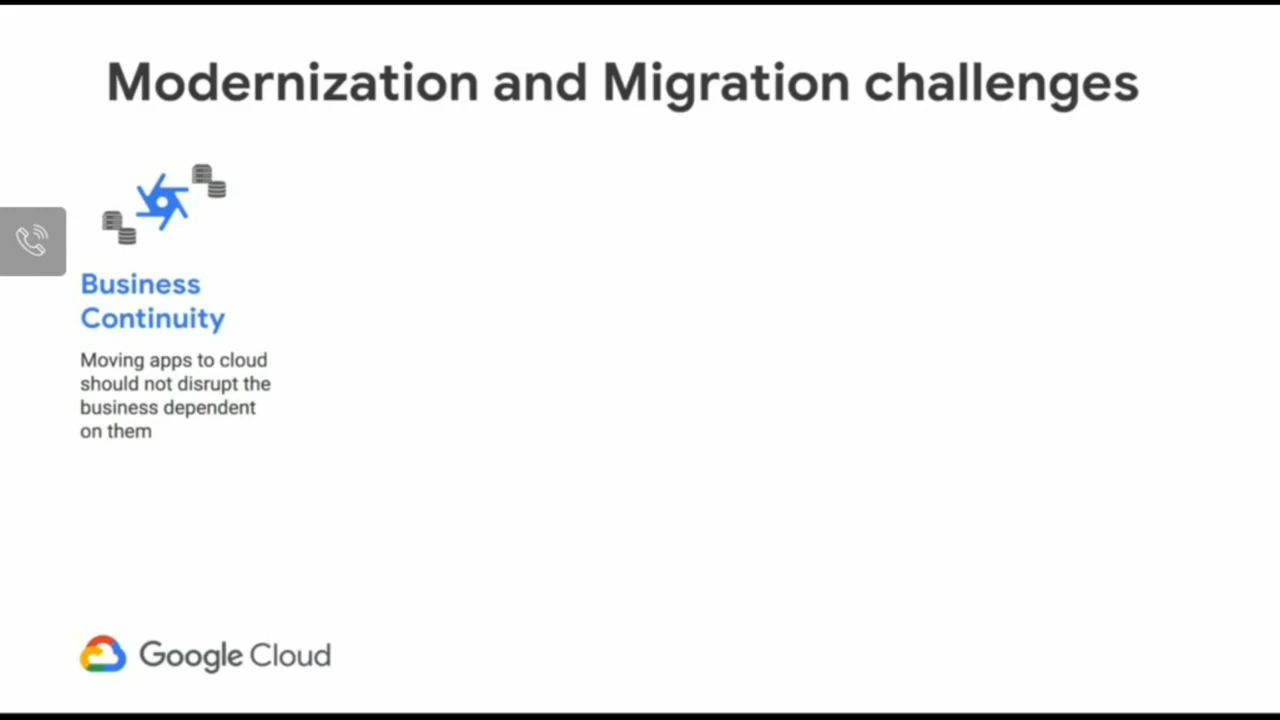 Modernization and Migration challenges
Business
Continuity
Moving apps to cloud
should not disrupt the
business dependent
on them
Google Cloud